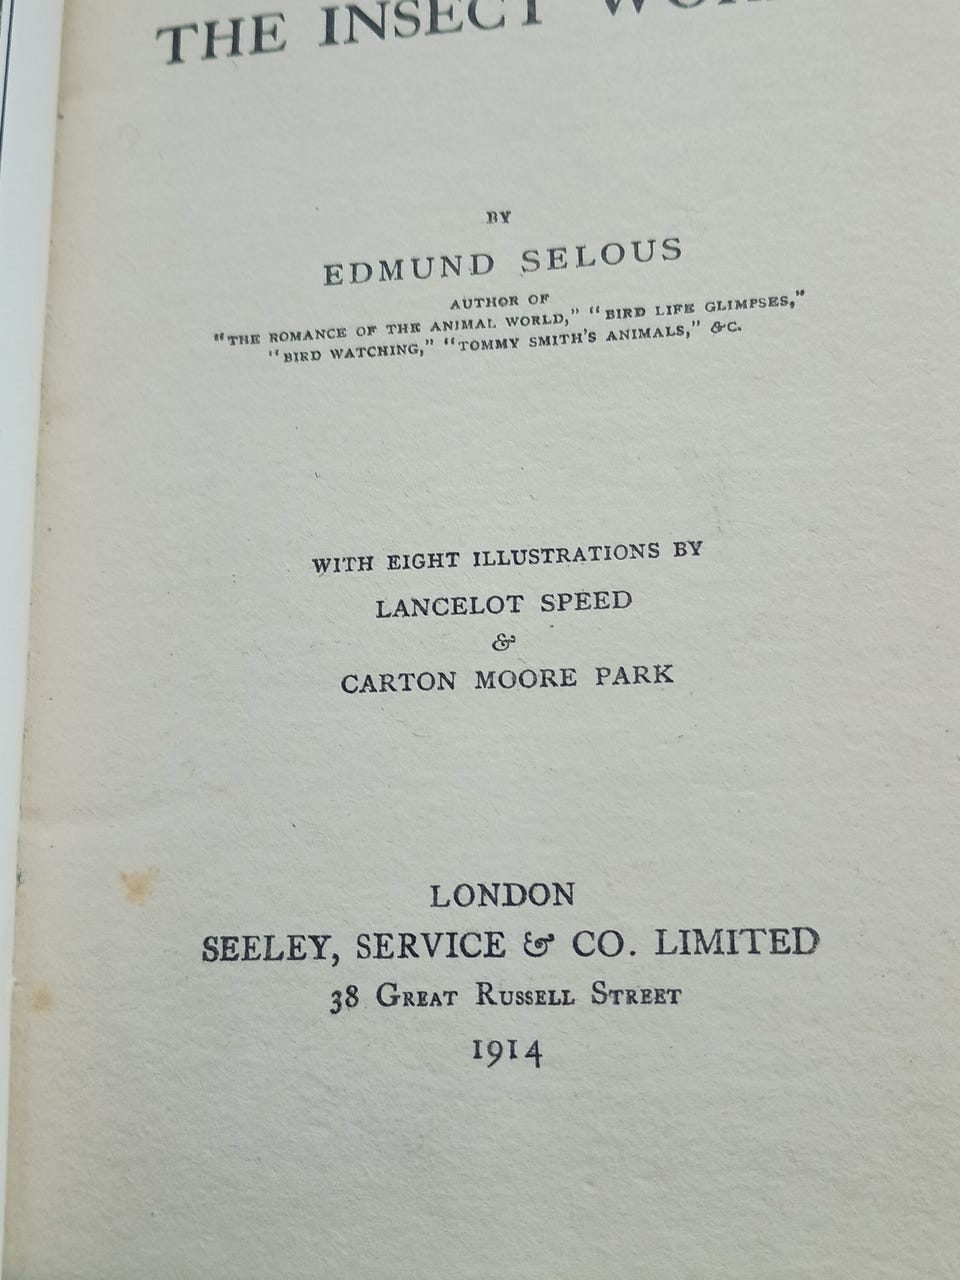 THE INSECT
BY
EDMUND SELOUS
AUTHOR OF
"THE ROMANCE OF THE ANIMAL WORLD," "BIRD LIFE GLIMPSES,"
"BIRD WATCHING," "TOMMY SMITH'S ANIMALS," &C.
WITH EIGHT ILLUSTRATIONS BY
LANCELOT SPEED
&
CARTON MOORE PARK
LONDON
SEELEY, SERVICE & CO. LIMITED
38 GREAT RUSSELL STREET
1914